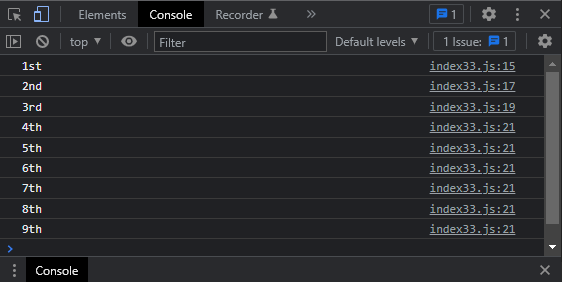 Elements Console Recorder 1
top Filter Default levels 1 Issue: 1
1st index33.js:15
2nd index33.js:17
3rd index33.js:19
4th index33.js:21
5th index33.js:21
6th index33.js:21
7th index33.js:21
8th index33.js:21
9th index33.js:21
Console